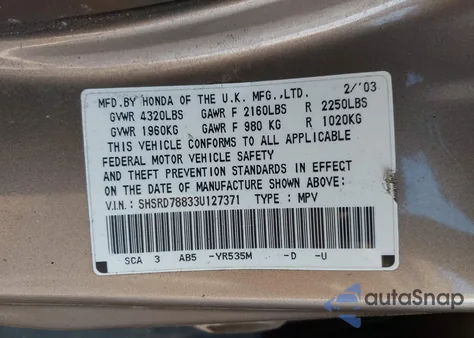 2/'03
MFD.BY HONDA OF THE U.K. MFG.,LTD.
GVWR 4320LBS GAWR F 2160LBS R 2250LBS
GVWR 1960KG GAWR F 980 KG R 1020KG
THIS VEHICLE CONFORMS TO ALL APPLICABLE
FEDERAL MOTOR VEHICLE SAFETY
AND THEFT PREVENTION STANDARDS IN EFFECT
ON THE DATE OF MANUFACTURE SHOWN ABOVE:
V.I.N.: SHSRD78833U127371 TYPE: MPV
SCA 3 AB5 -YR535M -D -U
autaSnap